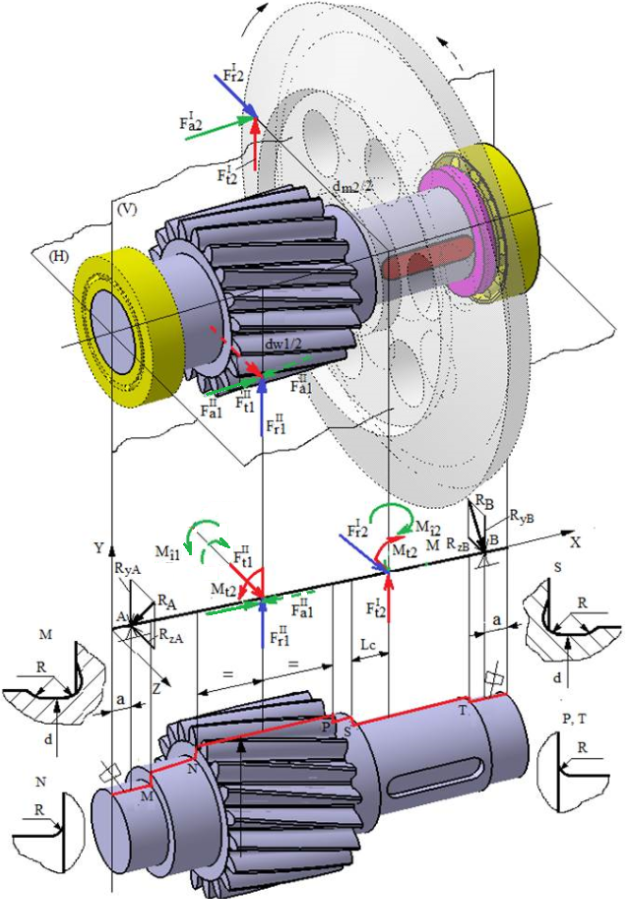 F^I_r2
F^I_a2
F^I_t2
dm2/2
(V)
(H)
dw1/2
F^II_a1
F^II_a1
F^II_t1
F^II_r1
R_B
R_yB
F^I_r2
M_i2
M_i1
F^II_t1
M_t2
M
R_zB
B
X
Y
R_yA
M_t2
F^II_a1
F^I_t2
S
A
R_A
R_zA
F^II_r1
M
R
R
a
Z
=
=
Lc
a
d
d
P
S
T
P, T
N
R
M
N
R